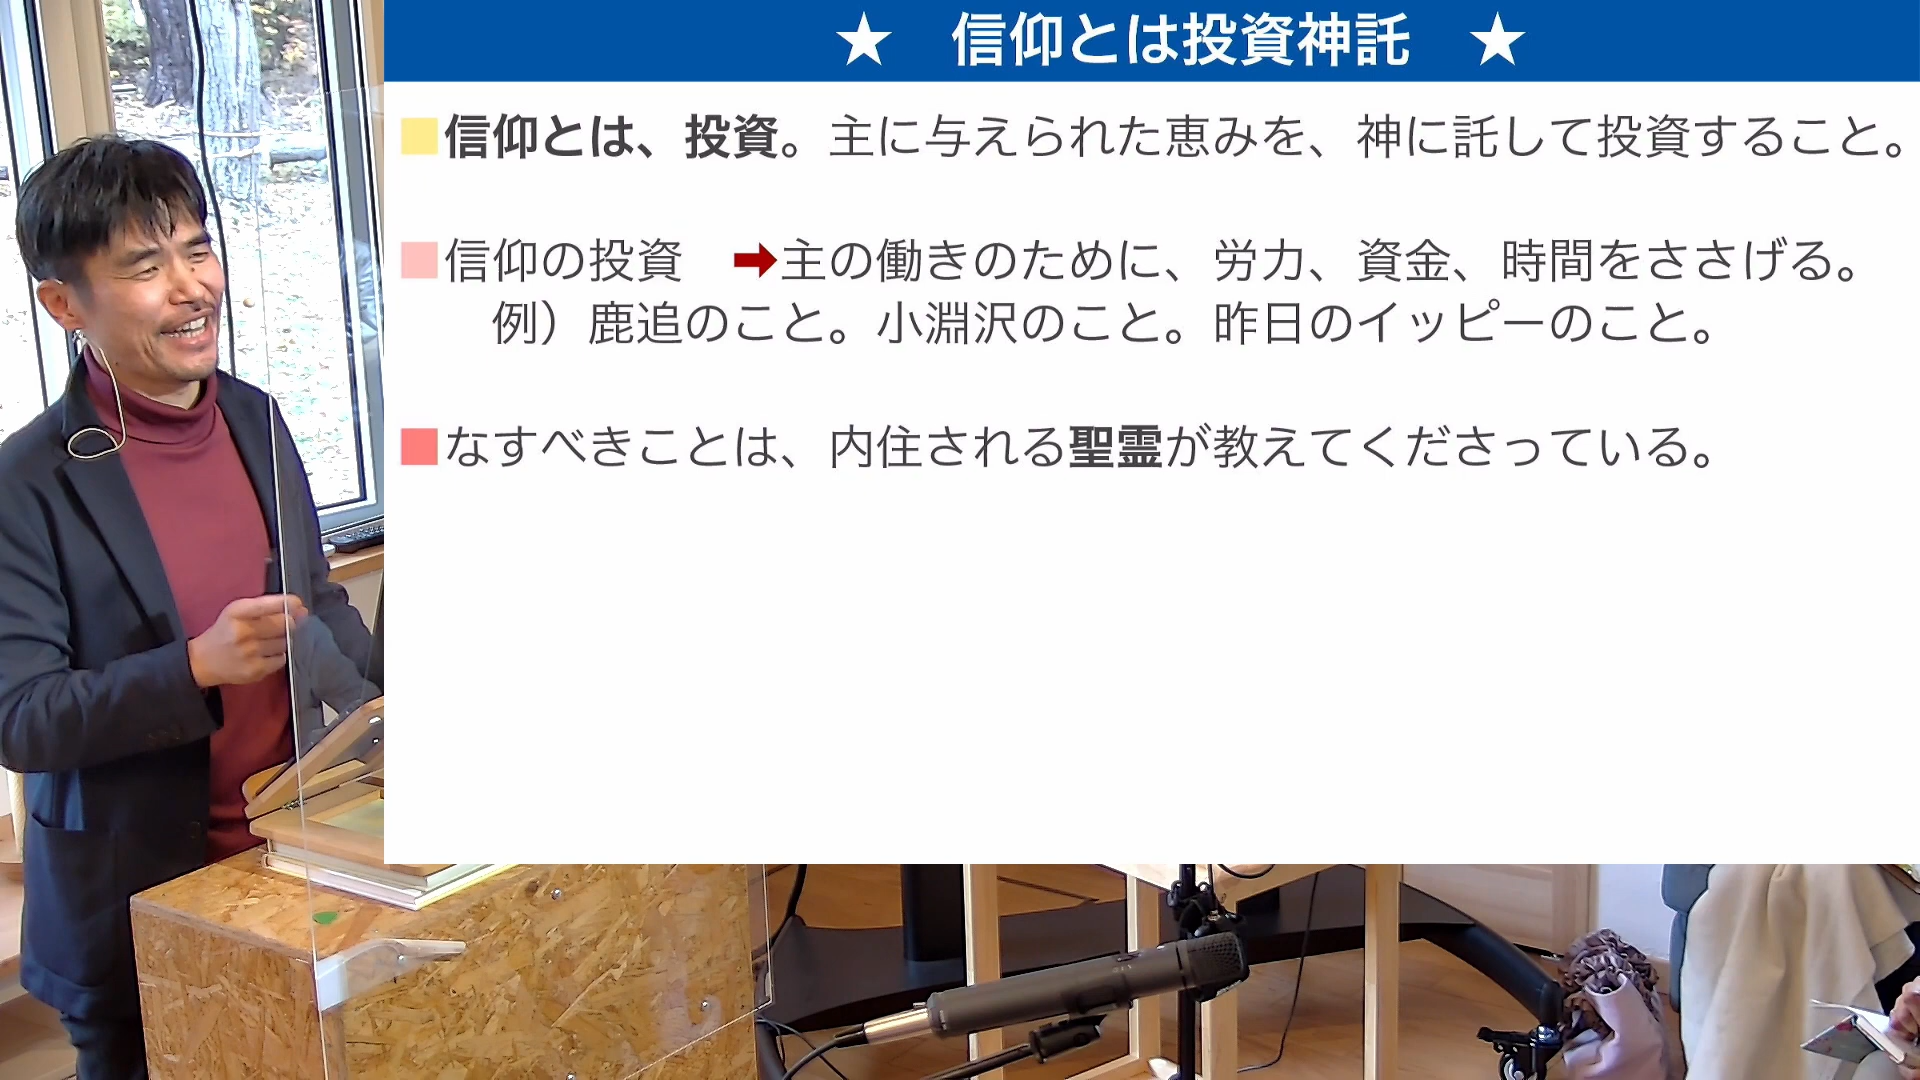 ★ 信仰とは投資神託 ★
■信仰とは、投資。主に与えられた恵みを、神に託して投資すること。
■信仰の投資 ➡主の働きのために、労力、資金、時間をささげる。
例）鹿追のこと。小淵沢のこと。昨日のイッピーのこと。
■なすべきことは、内住される聖霊が教えてくださっている。